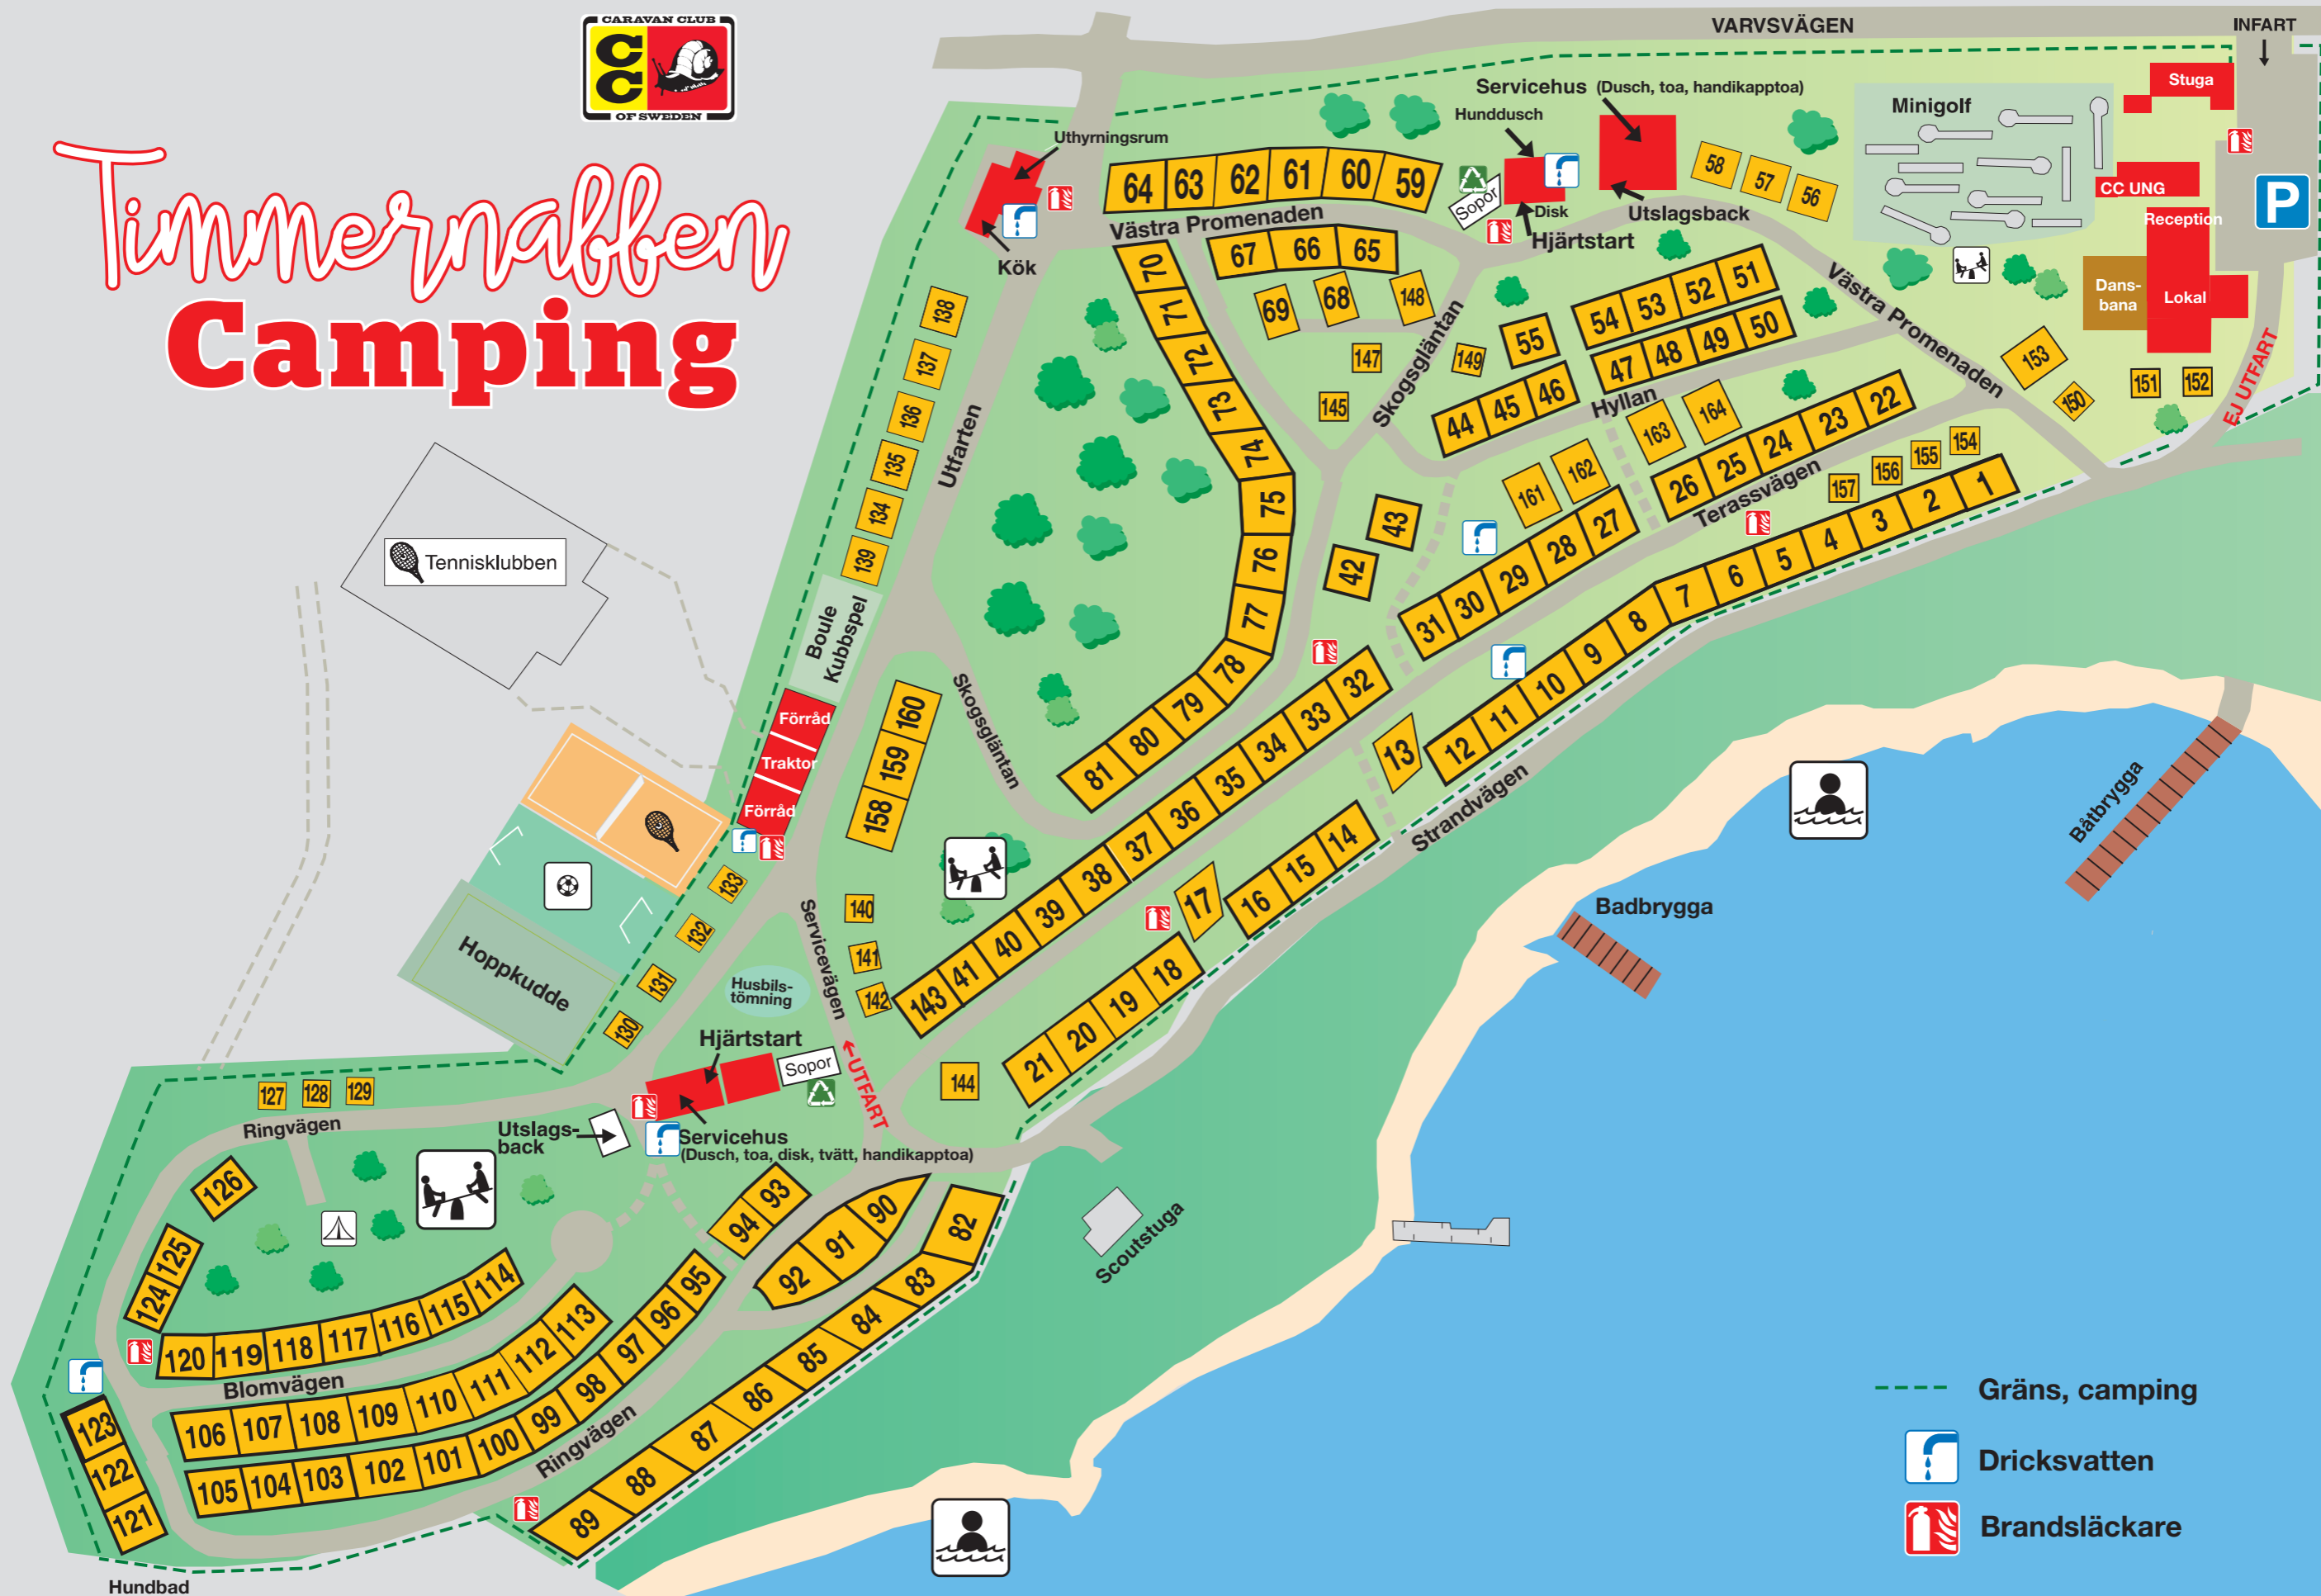 CARAVAN CLUB
C
C
OF SWEDEN
Timmernabben
Camping
VARVSVÄGEN
INFART
Stuga
Minigolf
CC UNG
Reception
P
Dans-
bana
Lokal
EJ UTFART
Servicehus (Dusch, toa, handikapptoa)
Hunddusch
Sopor
Disk
Utslagsback
Hjärtstart
Uthyrningsrum
Kök
64 63 62 61 60 59
58 57 56
Västra Promenaden
67 66 65
69 68 148
147
145
149
55
54 53 52 51
47 48 49 50
44 45 46
Hyllan
Västra Promenaden
Skogsgläntan
153
150
151
152
163 164
26 25 24 23 22
Terassvägen
154
155
156
157
161 162
31 30 29 28 27
12 11 10 9 8 7 6 5 4 3 2 1
13
43
42
70
71
72
73
74
75
76
77
78
79
80
81
138
137
136
135
134
139
Utfarten
Boule
Kubbspel
Tennisklubben
Förråd
Traktor
Förråd
160
159
158
Skogsgläntan
143 41 40 39 38 37 36 35 34 33 32
Strandvägen
16 15 14
17
21 20 19 18
144
133
132
131
130
140
141
142
Servicevägen
Husbils-
tömning
Hoppkudde
Hjärtstart
Sopor
UTFART
Utslags-
back
Servicehus
(Dusch, toa, disk, tvätt, handikapptoa)
127 128 129
Ringvägen
126
125
124
120 119 118 117 116 115 114
Blomvägen
106 107 108 109 110 111 112 113
105 104 103 102 101 100 99 98 97 96 95
94 93
92 91 90
82
83
84
85
86
87
88
89
Ringvägen
123
122
121
Hundbad
Scoutstuga
Badbrygga
Båtbrygga
Gräns, camping
Dricksvatten
Brandsläckare